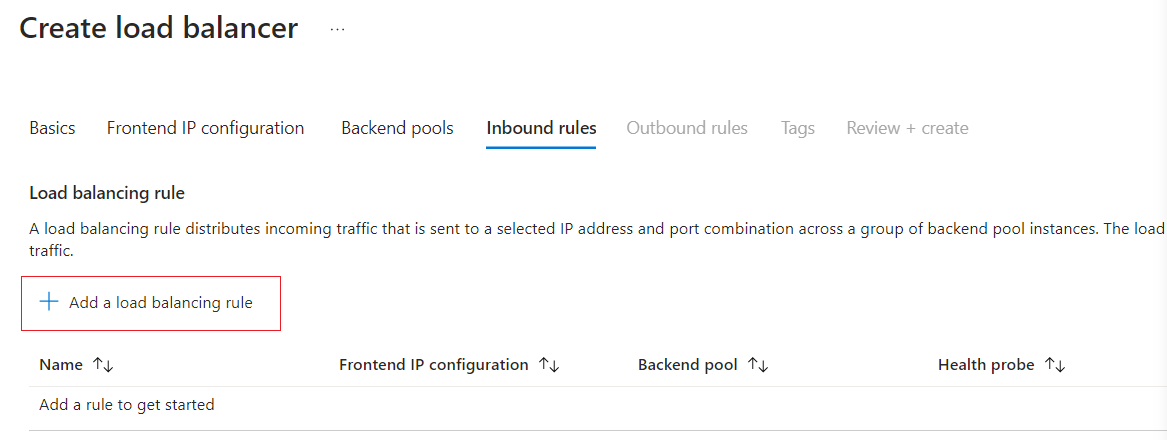 Create load balancer ...
Basics Frontend IP configuration Backend pools Inbound rules Outbound rules Tags Review + create
Load balancing rule
A load balancing rule distributes incoming traffic that is sent to a selected IP address and port combination across a group of backend pool instances. The load
traffic.
+ Add a load balancing rule
Name ↑↓ Frontend IP configuration ↑↓ Backend pool ↑↓ Health probe ↑↓
Add a rule to get started